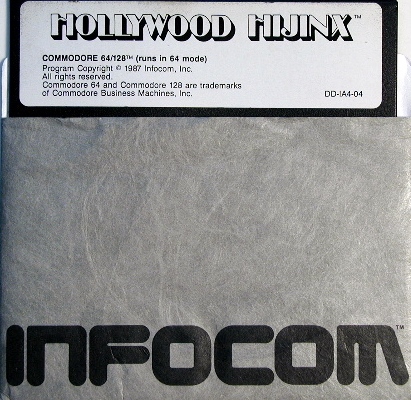 HOLLYWOOD HIJINX™
COMMODORE 64/128™ (runs in 64 mode)
Program Copyright © 1987 Infocom, Inc.
All rights reserved.
Commodore 64 and Commodore 128 are trademarks
of Commodore Business Machines, Inc. DD-IA4-04
INFOCOM™